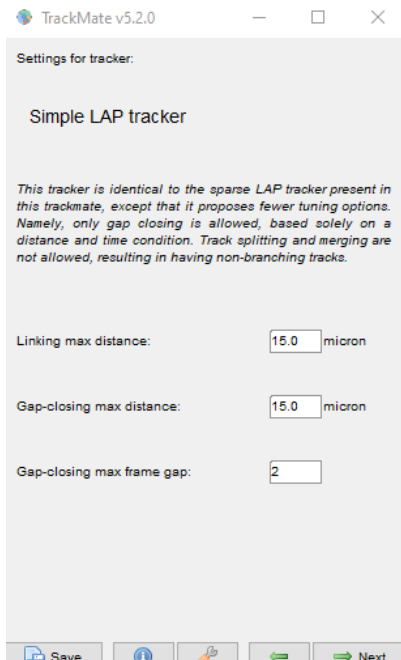 TrackMate v5.2.0
Settings for tracker:
Simple LAP tracker
This tracker is identical to the sparse LAP tracker present in
this trackmate, except that it proposes fewer tuning options.
Namely, only gap closing is allowed, based solely on a
distance and time condition. Track splitting and merging are
not allowed, resulting in having non-branching tracks.
Linking max distance: 15.0 micron
Gap-closing max distance: 15.0 micron
Gap-closing max frame gap: 2
Save Next